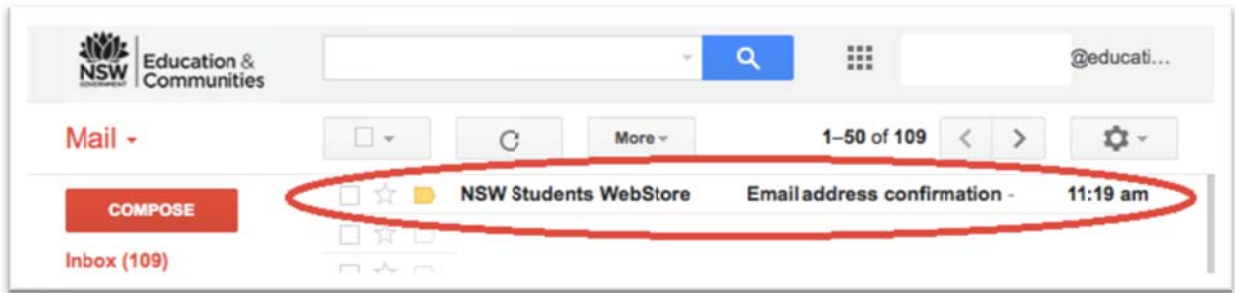 NSW
GOVERNMENT
Education &
Communities
@educati...
Mail
More
1–50 of 109
COMPOSE
NSW Students WebStore Email address confirmation - 11:19 am
Inbox (109)